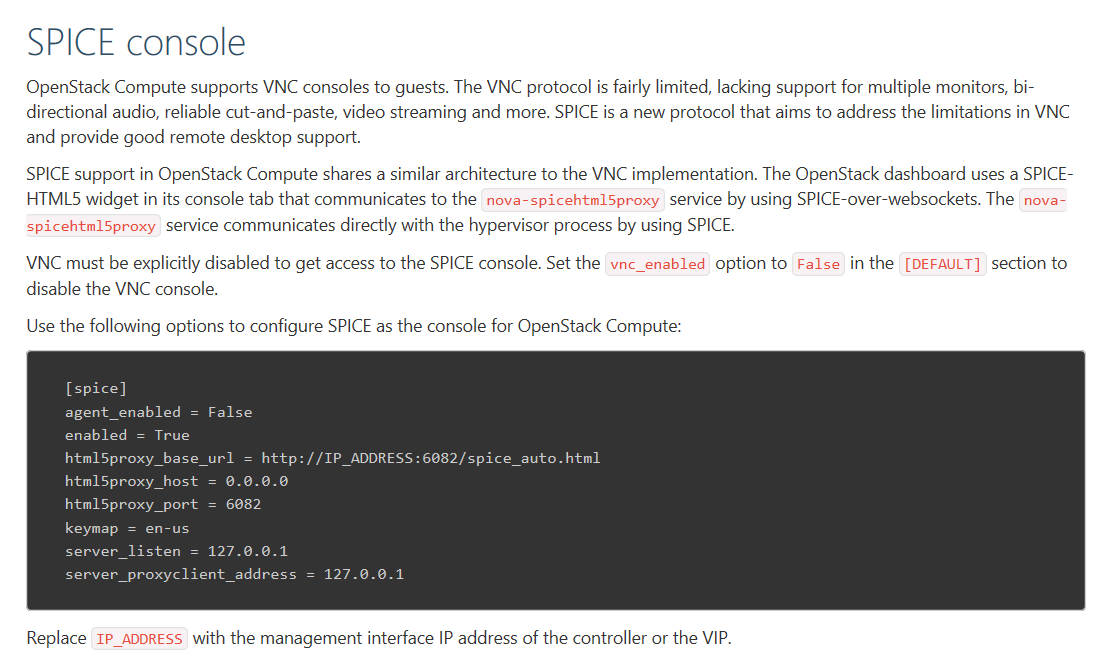 SPICE console
OpenStack Compute supports VNC consoles to guests. The VNC protocol is fairly limited, lacking support for multiple monitors, bi-
directional audio, reliable cut-and-paste, video streaming and more. SPICE is a new protocol that aims to address the limitations in VNC
and provide good remote desktop support.
SPICE support in OpenStack Compute shares a similar architecture to the VNC implementation. The OpenStack dashboard uses a SPICE-
HTML5 widget in its console tab that communicates to the nova-spicehtml5proxy service by using SPICE-over-websockets. The nova-
spicehtml5proxy service communicates directly with the hypervisor process by using SPICE.
VNC must be explicitly disabled to get access to the SPICE console. Set the vnc_enabled option to False in the [DEFAULT] section to
disable the VNC console.
Use the following options to configure SPICE as the console for OpenStack Compute:
[spice]
agent_enabled = False
enabled = True
html5proxy_base_url = http://IP_ADDRESS:6082/spice_auto.html
html5proxy_host = 0.0.0.0
html5proxy_port = 6082
keymap = en-us
server_listen = 127.0.0.1
server_proxyclient_address = 127.0.0.1
Replace IP_ADDRESS with the management interface IP address of the controller or the VIP.